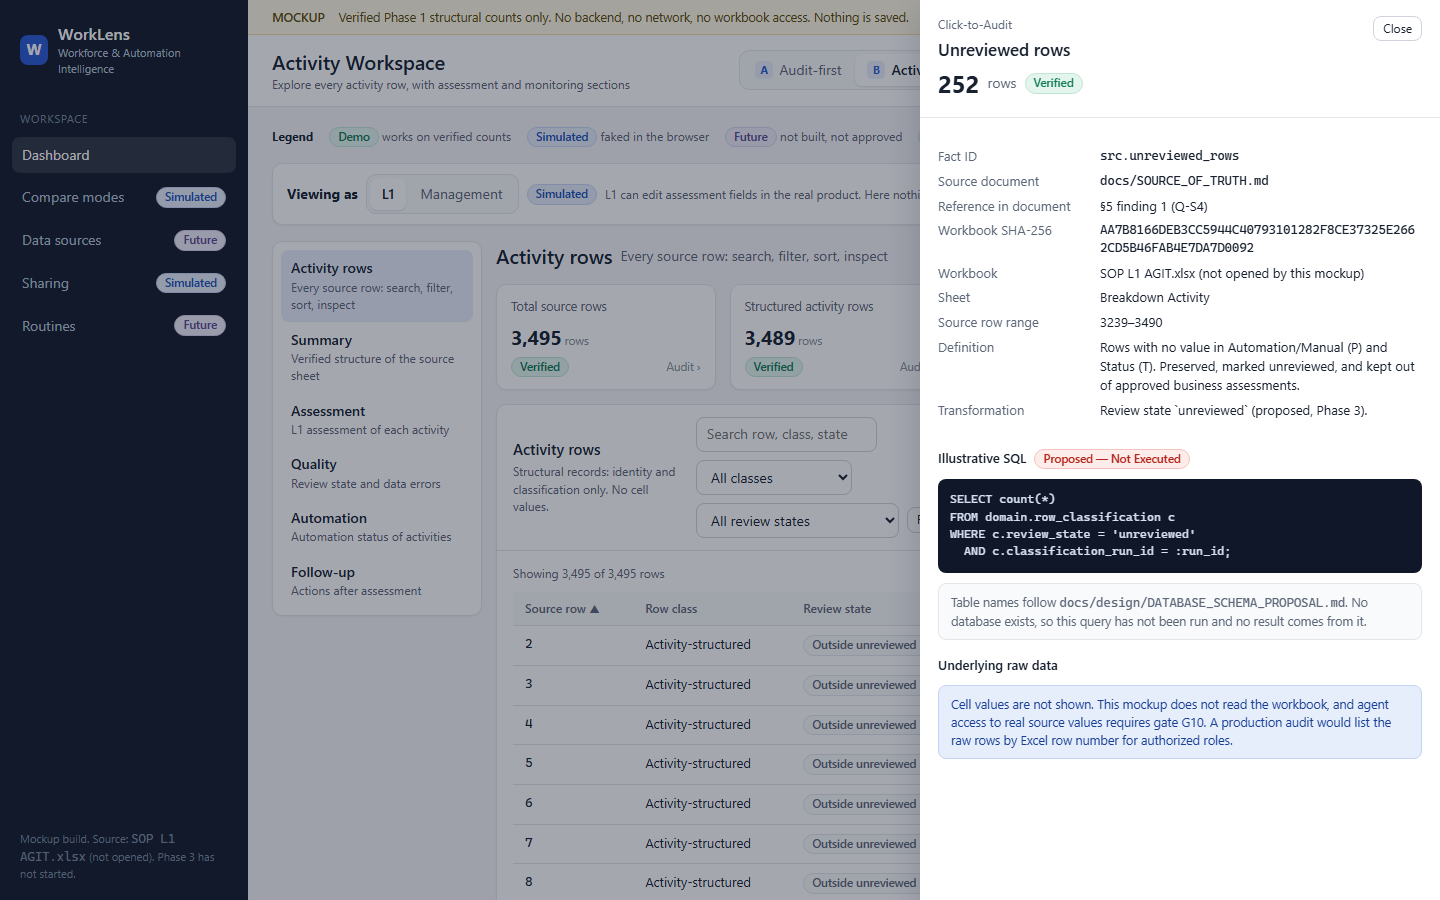 W
WorkLens
Workforce & Automation
Intelligence
WORKSPACE
Dashboard
Compare modes
Simulated
Data sources
Future
Sharing
Simulated
Routines
Future
Mockup build. Source: SOP L1
AGIT.xlsx (not opened). Phase 3 has
not started.
MOCKUP Verified Phase 1 structural counts only. No backend, no network, no workbook access. Nothing is saved.
Activity Workspace
Explore every activity row, with assessment and monitoring sections
A Audit-first
B
Legend Demo works on verified counts Simulated faked in the browser Future not built, not approved
Viewing as L1 Management Simulated L1 can edit assessment fields in the real product. Here
Activity rows
Every source row: search, filter,
sort, inspect
Summary
Verified structure of the source
sheet
Assessment
L1 assessment of each activity
Quality
Review state and data errors
Automation
Automation status of activities
Follow-up
Actions after assessment
Activity rows Every source row: search, filter, sort, inspect
Total source rows
3,495 rows
Verified Audit ›
Structured activity rows
3,489 rows
Verified
Activity rows
Structural records: identity and
classification only. No cell
values.
Search row, class, state
All classes
All review states
Showing 3,495 of 3,495 rows
Source row ▲ Row class Review state
2 Activity-structured Outside unreviewed
3 Activity-structured Outside unreviewed
4 Activity-structured Outside unreviewed
5 Activity-structured Outside unreviewed
6 Activity-structured Outside unreviewed
7 Activity-structured Outside unreviewed
8 Activity-structured Outside unreviewed
Click-to-Audit
Close
Unreviewed rows
252 rows Verified
Fact ID src.unreviewed_rows
Source document docs/SOURCE_OF_TRUTH.md
Reference in document §5 finding 1 (Q-S4)
Workbook SHA-256 AA7B8166DEB3CC5944C40793101282F8CE37325E266
2CD5B46FAB4E7DA7D0092
Workbook SOP L1 AGIT.xlsx (not opened by this mockup)
Sheet Breakdown Activity
Source row range 3239–3490
Definition Rows with no value in Automation/Manual (P) and
Status (T). Preserved, marked unreviewed, and kept out
of approved business assessments.
Transformation Review state `unreviewed` (proposed, Phase 3).
Illustrative SQL Proposed — Not Executed
SELECT count(*)
FROM domain.row_classification c
WHERE c.review_state = 'unreviewed'
AND c.classification_run_id = :run_id;
Table names follow docs/design/DATABASE_SCHEMA_PROPOSAL.md. No
database exists, so this query has not been run and no result comes from it.
Underlying raw data
Cell values are not shown. This mockup does not read the workbook, and agent
access to real source values requires gate G10. A production audit would list the
raw rows by Excel row number for authorized roles.